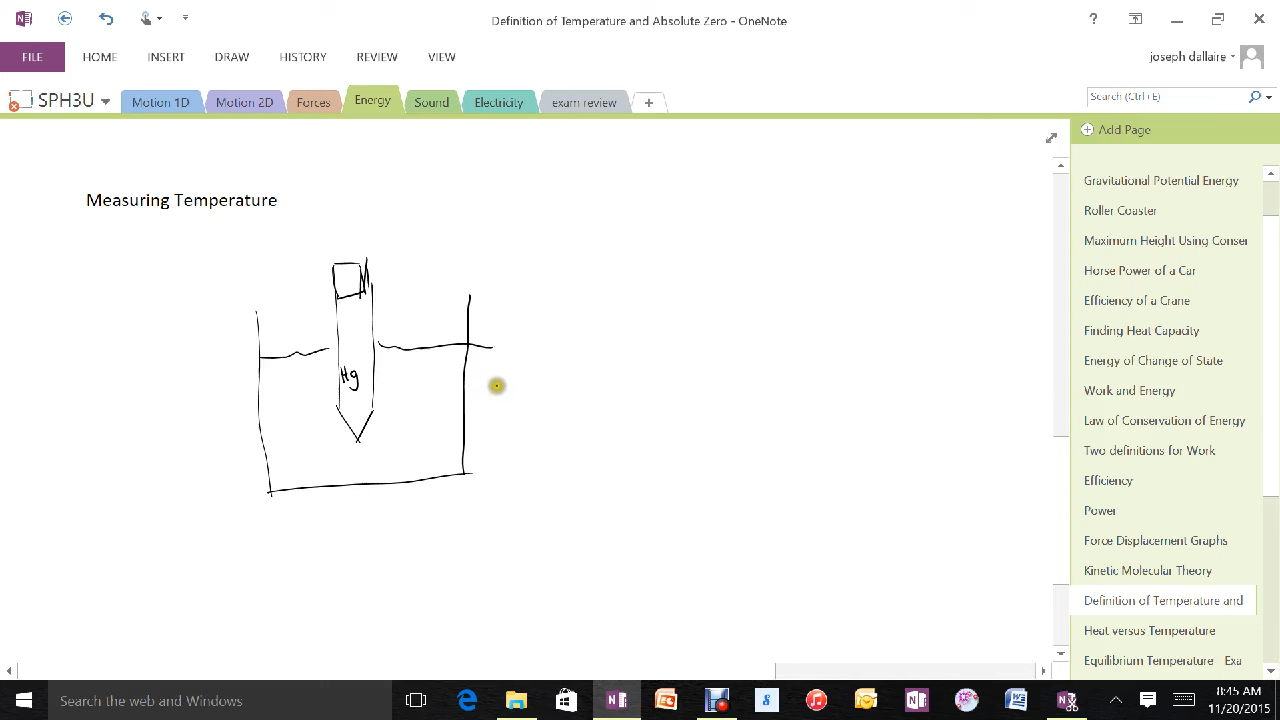 Definition of Temperature and Absolute Zero - OneNote
?
FILE HOME INSERT DRAW HISTORY REVIEW VIEW
joseph dallaire
SPH3U Motion 1D Motion 2D Forces Energy Sound Electricity exam review +
Search (Ctrl+E)
Add Page
Measuring Temperature
Hg
Gravitational Potential Energy
Roller Coaster
Maximum Height Using Conser
Horse Power of a Car
Efficiency of a Crane
Finding Heat Capacity
Energy of Change of State
Work and Energy
Law of Conservation of Energy
Two definitions for Work
Efficiency
Power
Force Displacement Graphs
Kinetic Molecular Theory
Definition of Temperature and
Heat versus Temperature
Equilibrium Temperature Exa
Search the web and Windows
8:45 AM
11/20/2015